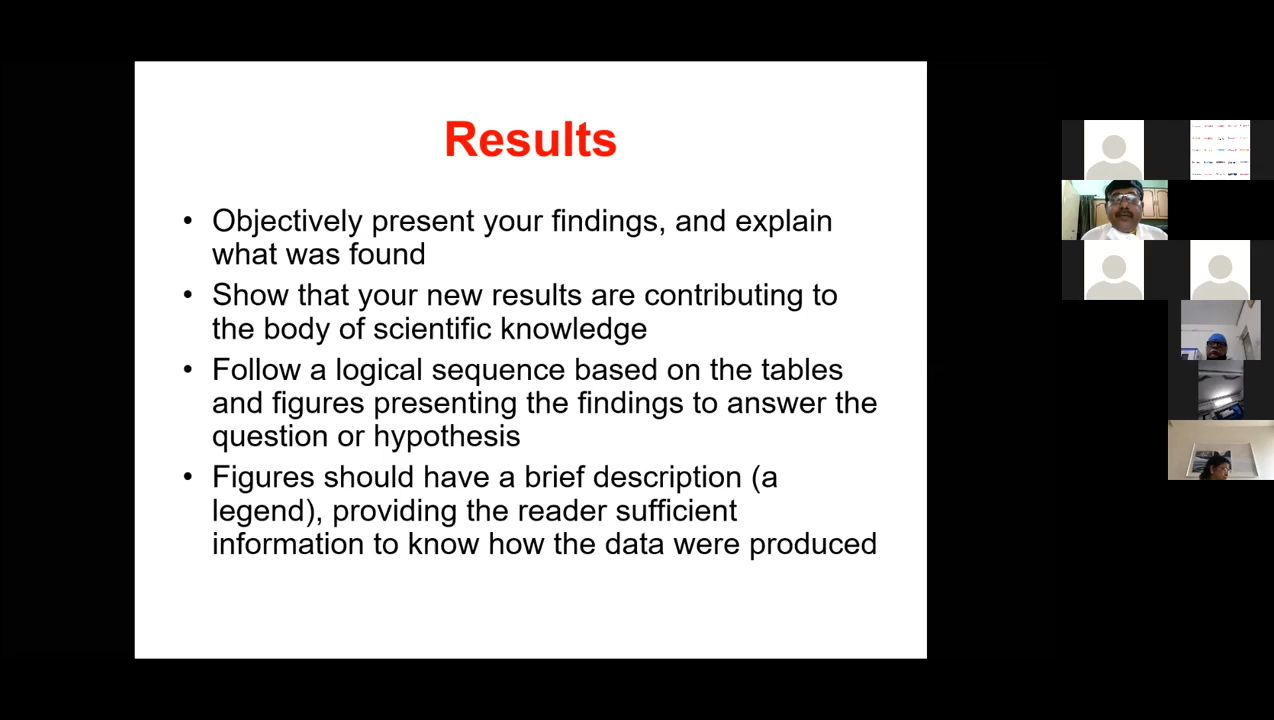 Results
• Objectively present your findings, and explain
what was found
• Show that your new results are contributing to
the body of scientific knowledge
• Follow a logical sequence based on the tables
and figures presenting the findings to answer the
question or hypothesis
• Figures should have a brief description (a
legend), providing the reader sufficient
information to know how the data were produced